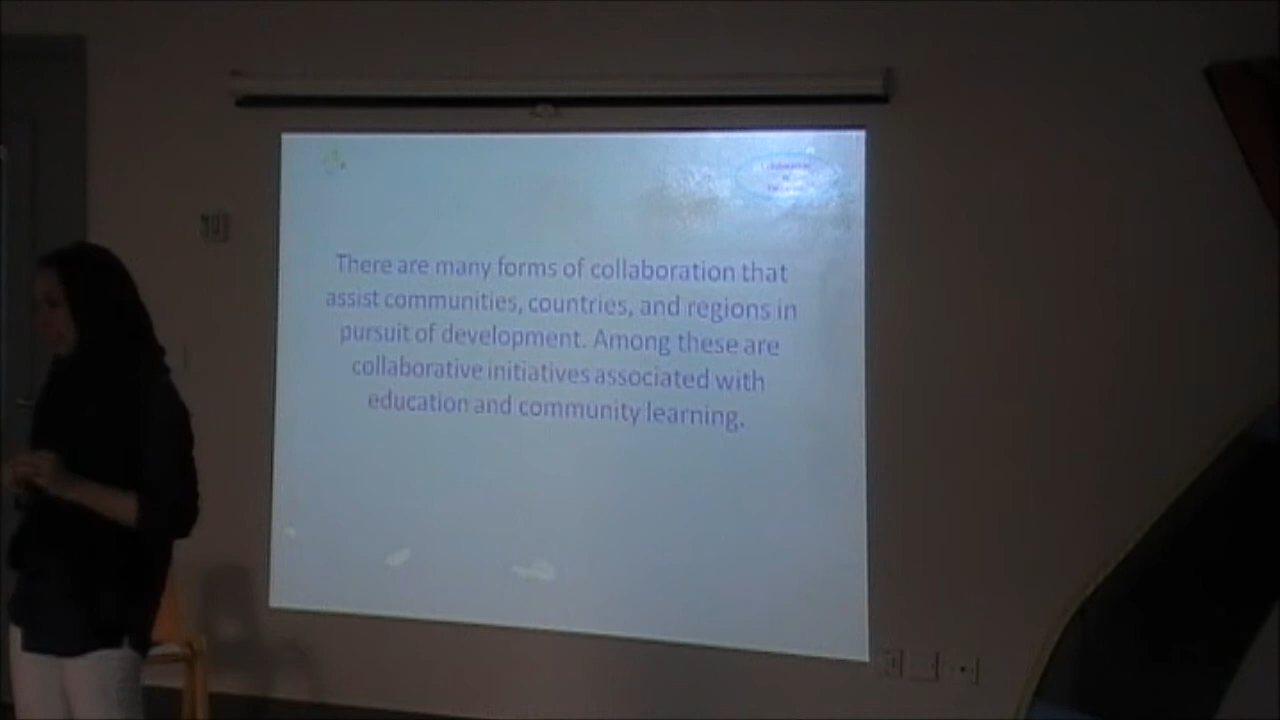 There are many forms of collaboration that
assist communities, countries, and regions in
pursuit of development. Among these are
collaborative initiatives associated with
education and community learning.